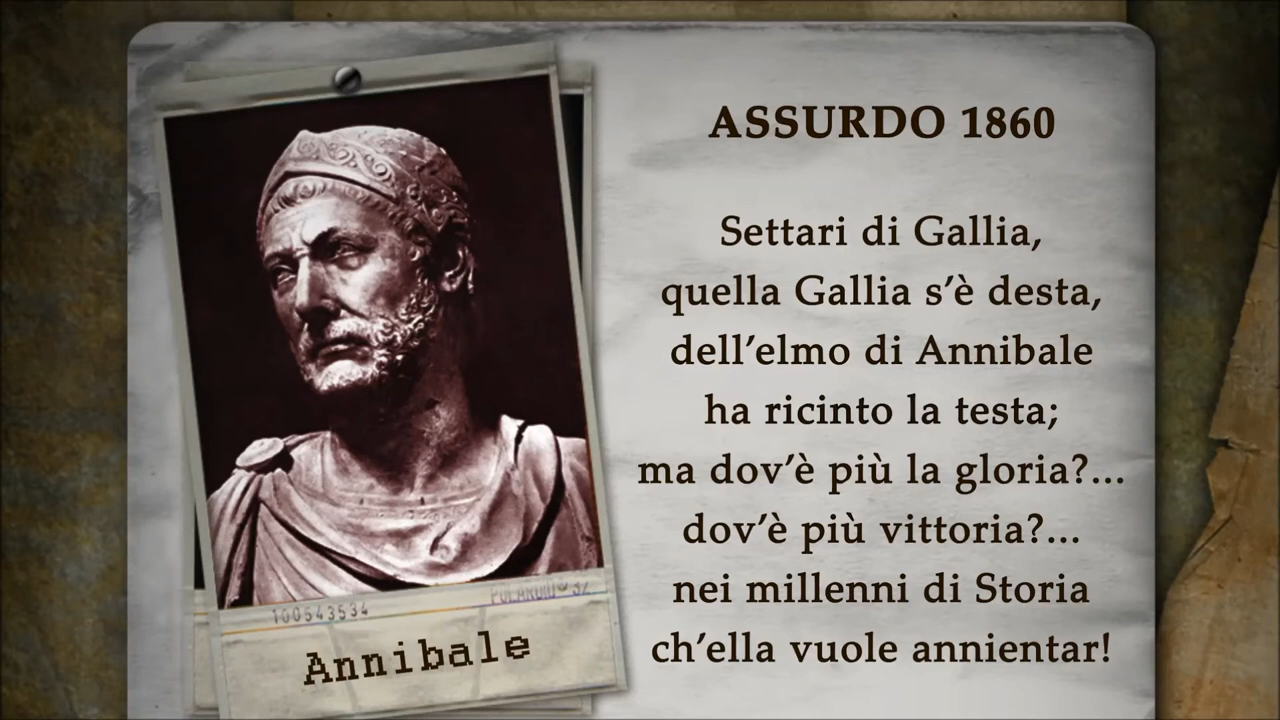 ASSURDO 1860
Settari di Gallia,
quella Gallia s’è desta,
dell’elmo di Annibale
ha ricinto la testa;
ma dov’è più la gloria?...
dov’è più vittoria?...
nei millenni di Storia
ch’ella vuole annientar!
100543534
Annibale